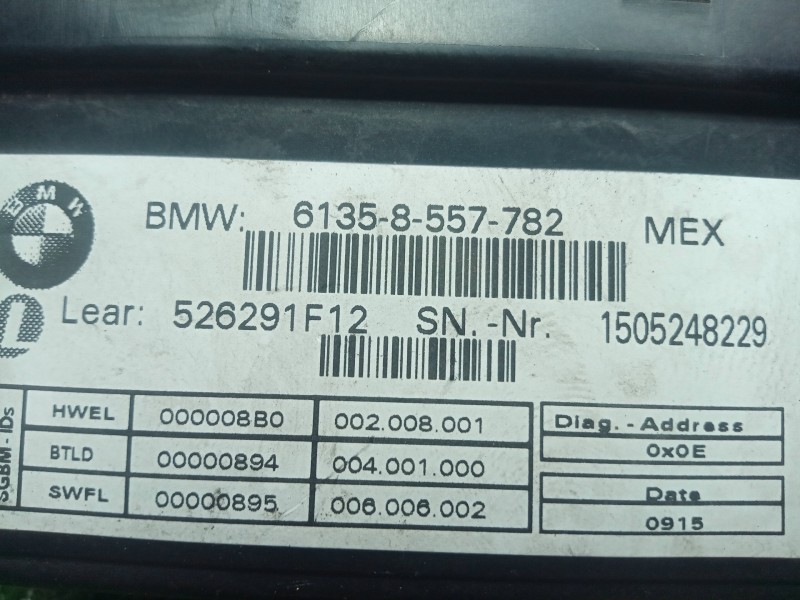 BMW
BMW: 6135-8-557-782 MEX
Lear: 526291F12 SN.-Nr. 1505248229
SGBM-IDs
HWEL 000008B0 002.008.001
BTLD 00000894 004.001.000
SWFL 00000895 006.006.002
Diag.-Address
0x0E
Date
0915